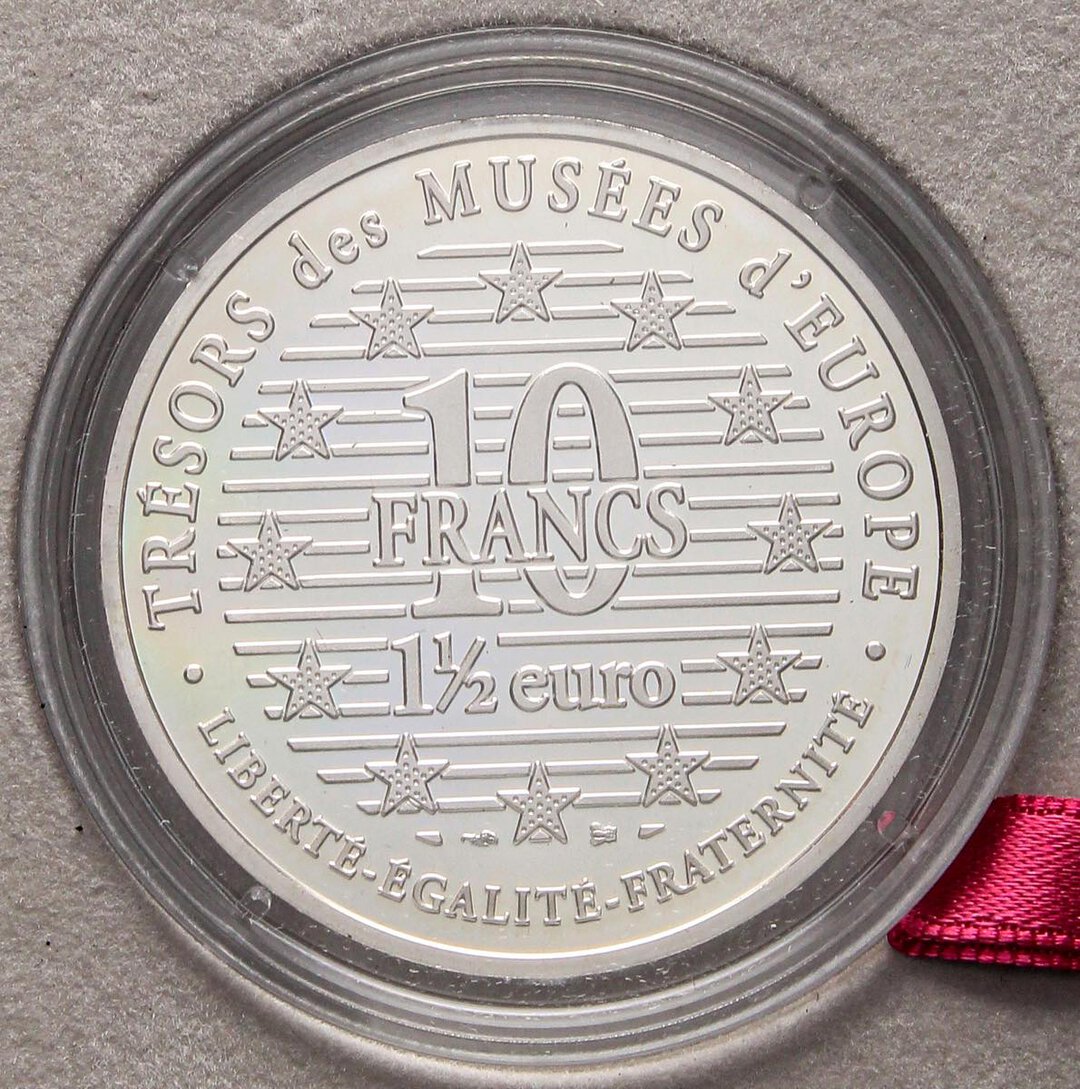 TRÉSORS des MUSÉES d'EUROPE
10
FRANCS
1½ euro
· LIBERTÉ-ÉGALITÉ-FRATERNITÉ ·